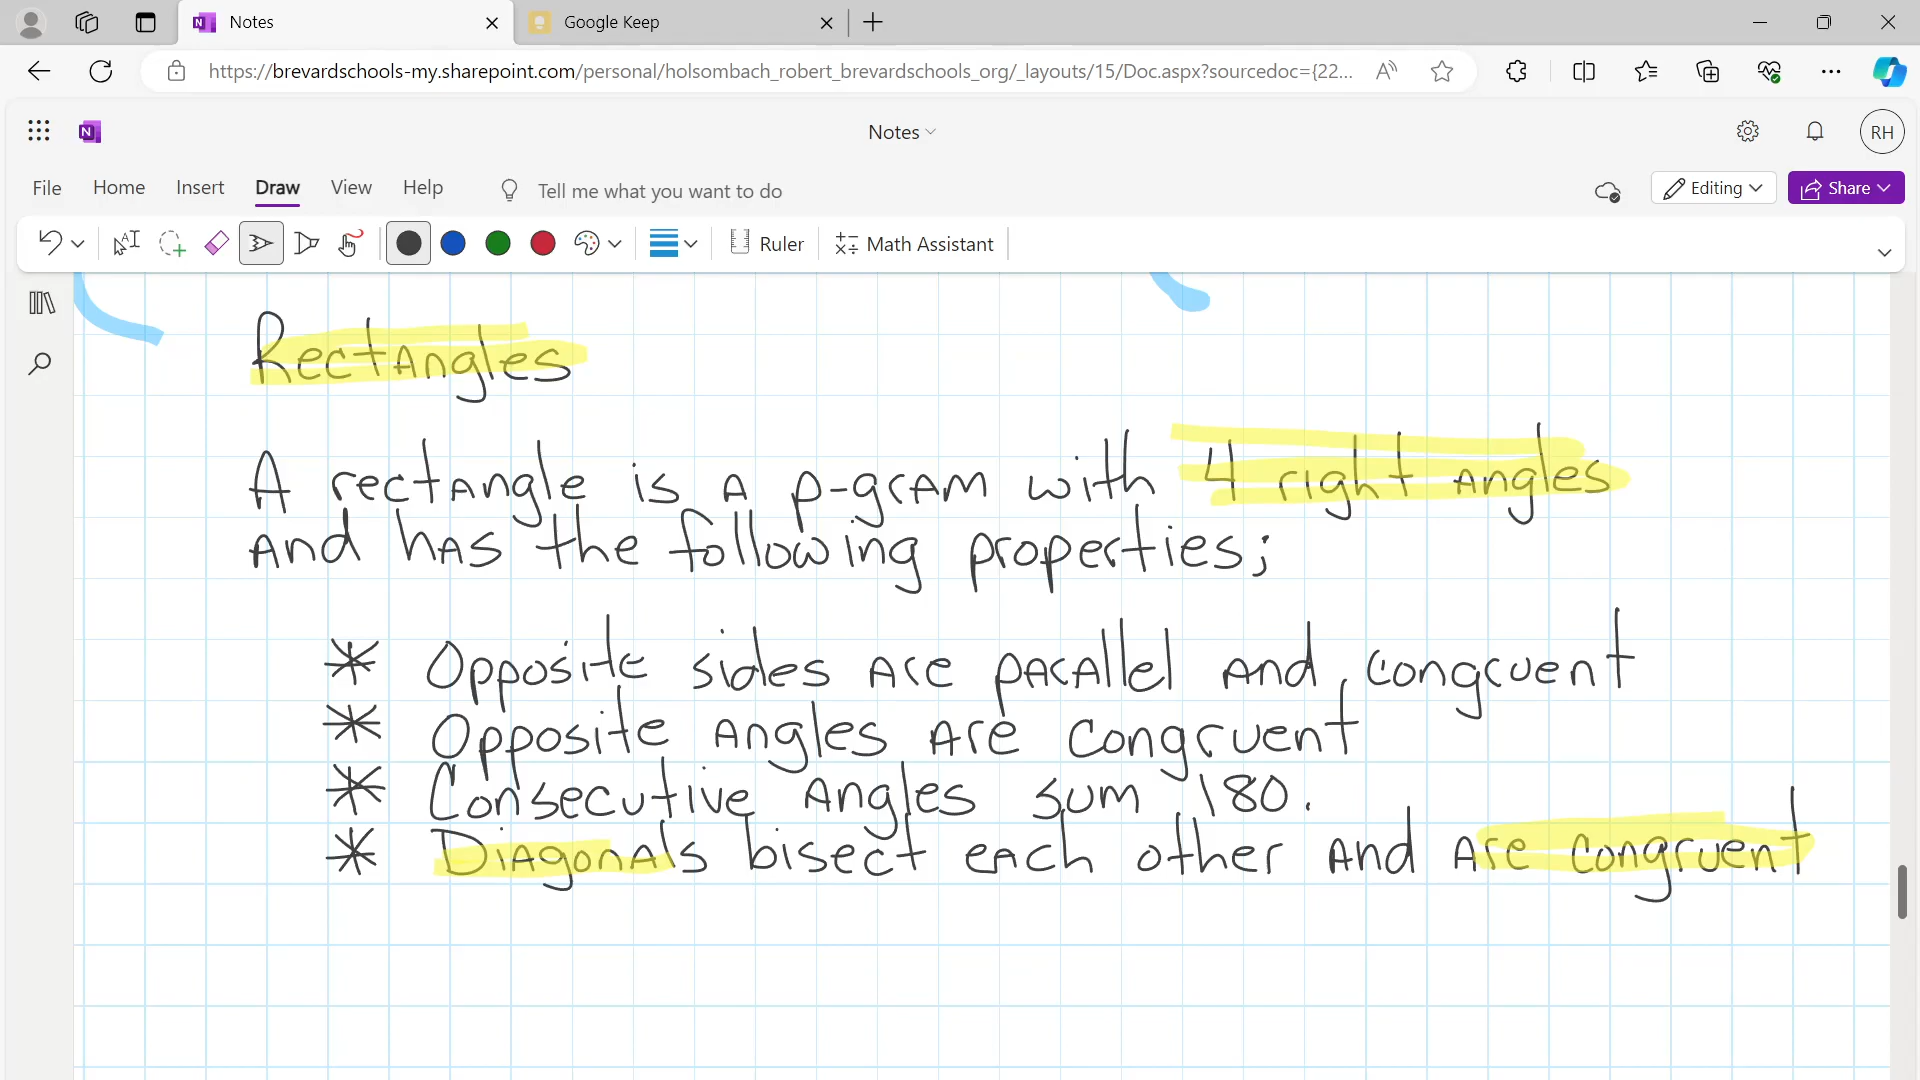 Notes
Google Keep
https://brevardschools-my.sharepoint.com/personal/holsombach_robert_brevardschools_org/_layouts/15/Doc.aspx?sourcedoc={22...
Notes
RH
File Home Insert Draw View Help Tell me what you want to do
Editing Share
Ruler Math Assistant
Rectangles
A rectangle is a p-gram with 4 right angles
and has the following properties;
* Opposite sides are parallel and congruent
* Opposite angles are congruent
* Consecutive angles sum 180.
* Diagonals bisect each other and are congruent